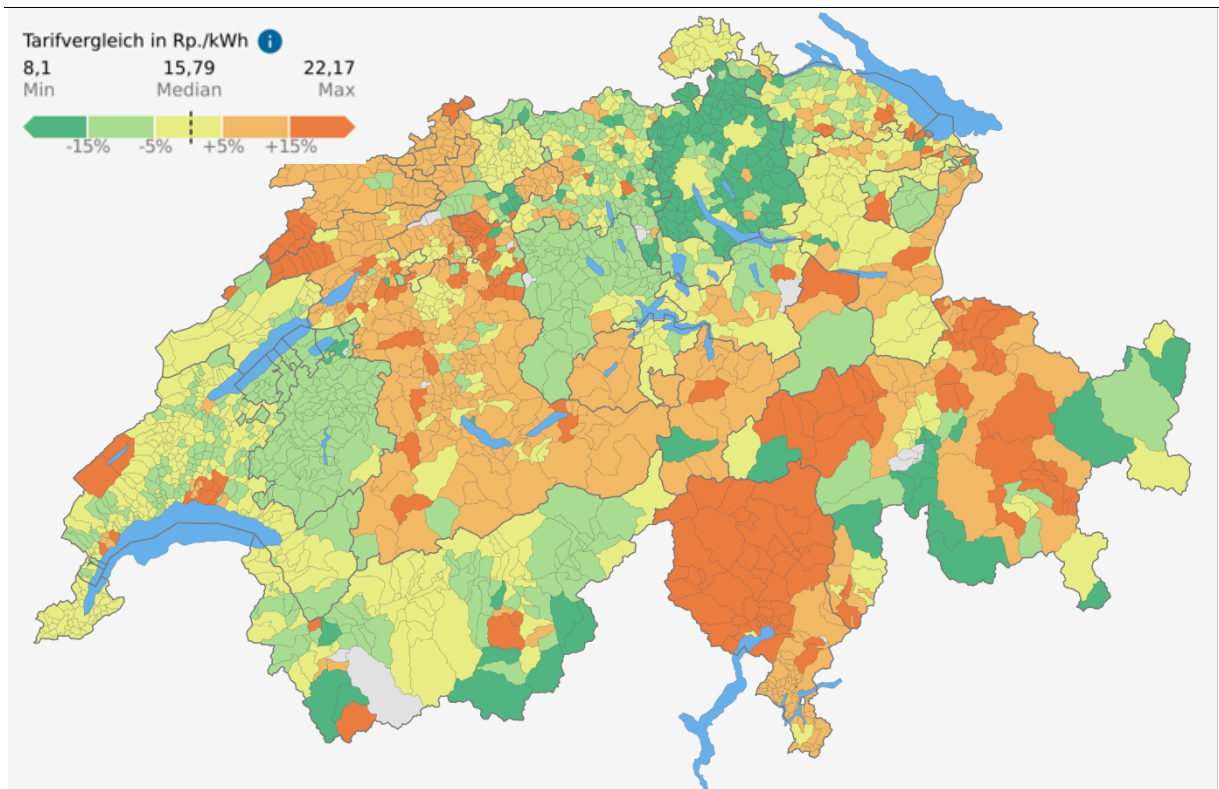 Tarifvergleich in Rp./kWh i
8,1 15,79 22,17
Min Median Max
-15% -5% +5% +15%